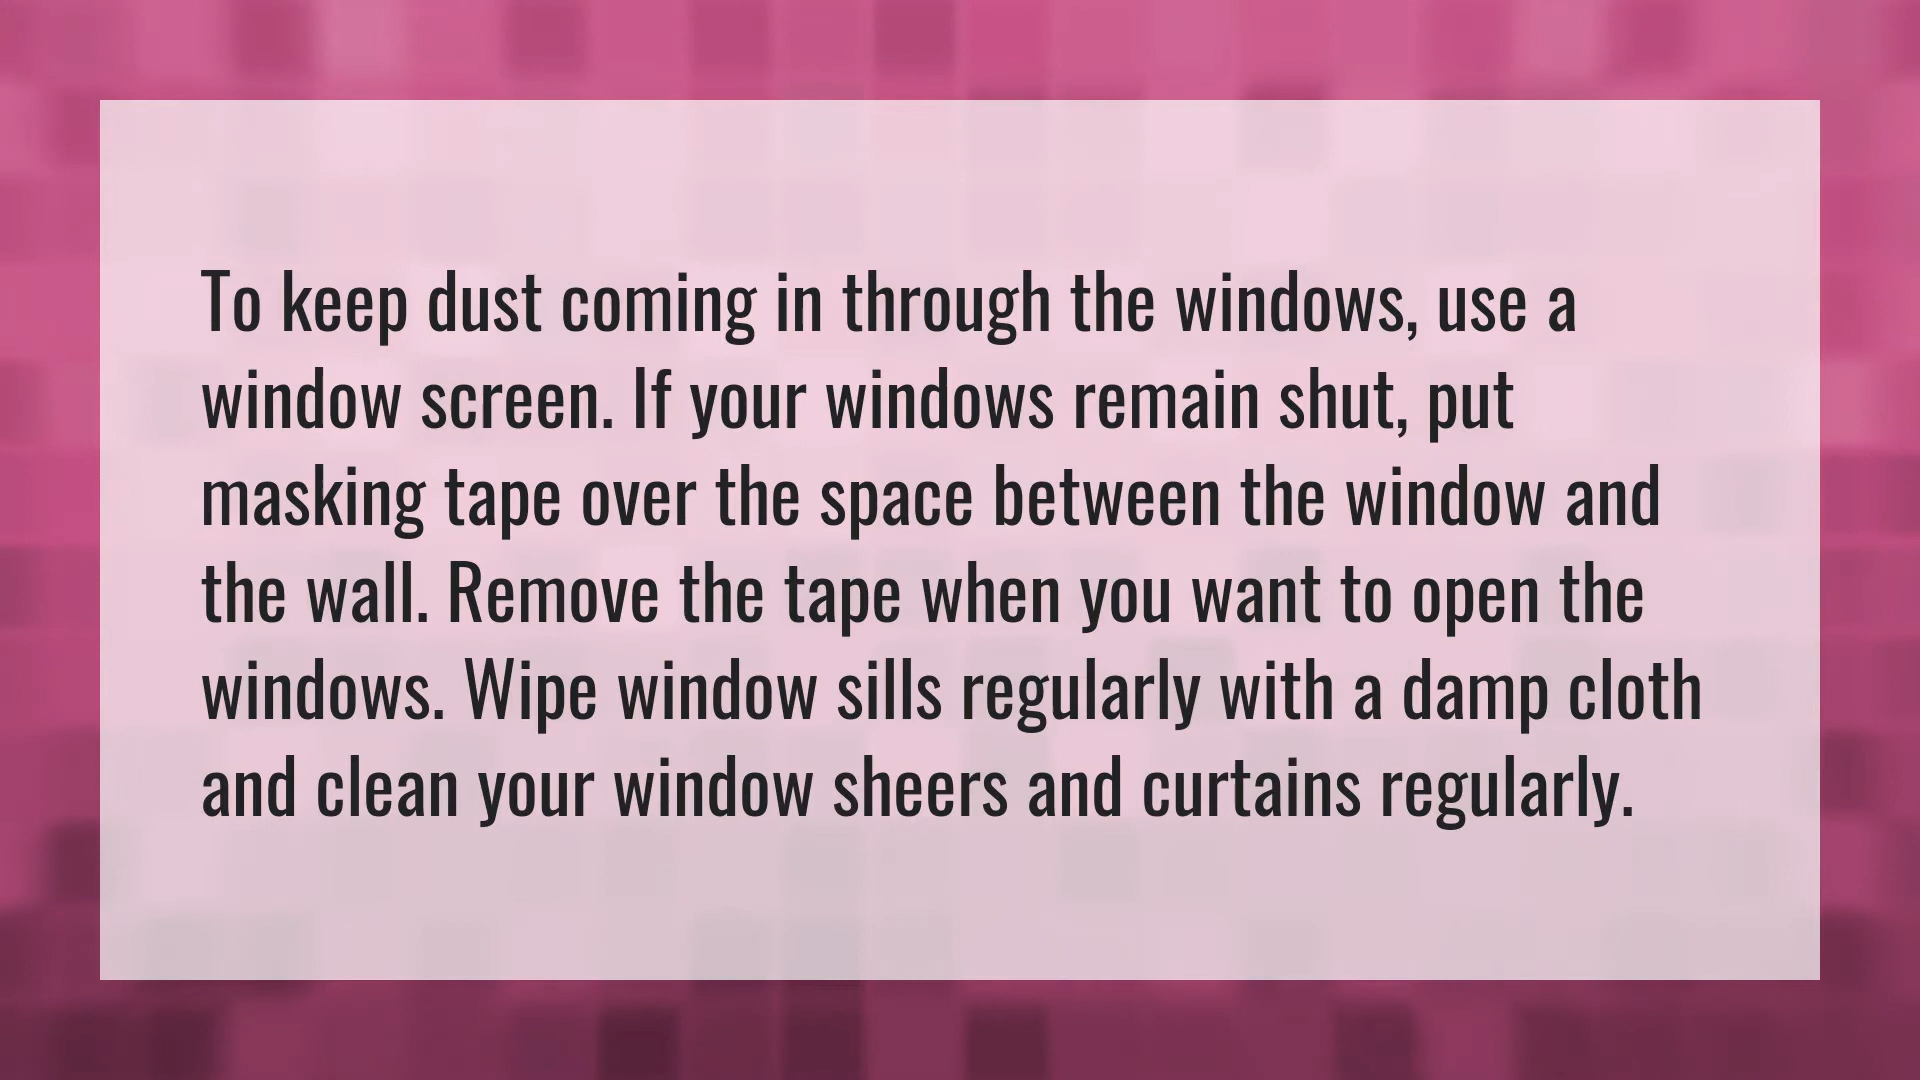 To keep dust coming in through the windows, use a
window screen. If your windows remain shut, put
masking tape over the space between the window and
the wall. Remove the tape when you want to open the
windows. Wipe window sills regularly with a damp cloth
and clean your window sheers and curtains regularly.